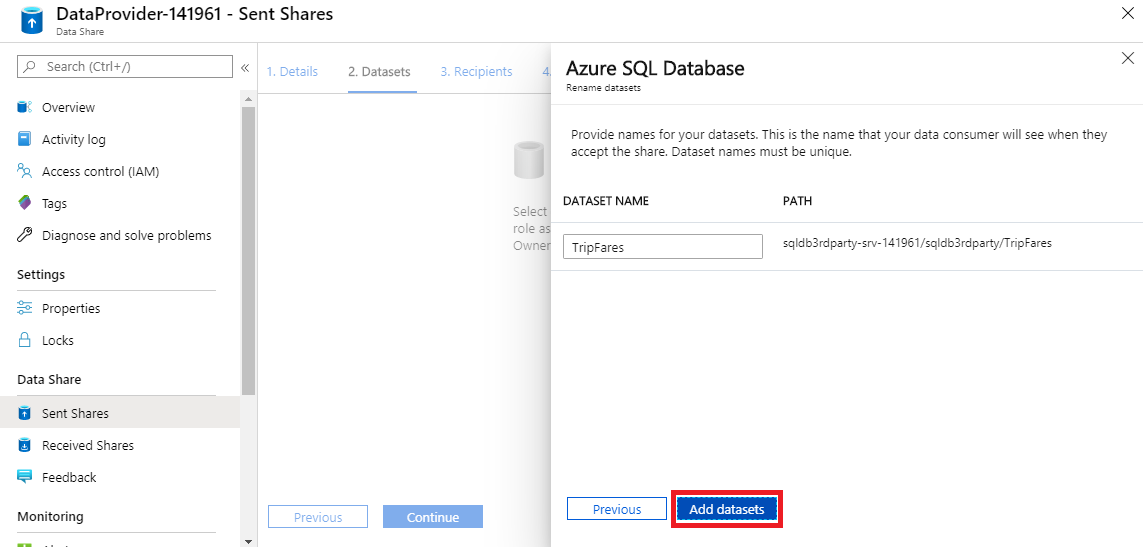 DataProvider-141961 - Sent Shares
Data Share
Search (Ctrl+/)
«
Overview
Activity log
Access control (IAM)
Tags
Diagnose and solve problems
Settings
Properties
Locks
Data Share
Sent Shares
Received Shares
Feedback
Monitoring
1. Details
2. Datasets
3. Recipients
4.
Select
role as
Owner
Previous
Continue
Azure SQL Database
Rename datasets
Provide names for your datasets. This is the name that your data consumer will see when they
accept the share. Dataset names must be unique.
DATASET NAME
PATH
TripFares
sqldb3rdparty-srv-141961/sqldb3rdparty/TripFares
Previous
Add datasets